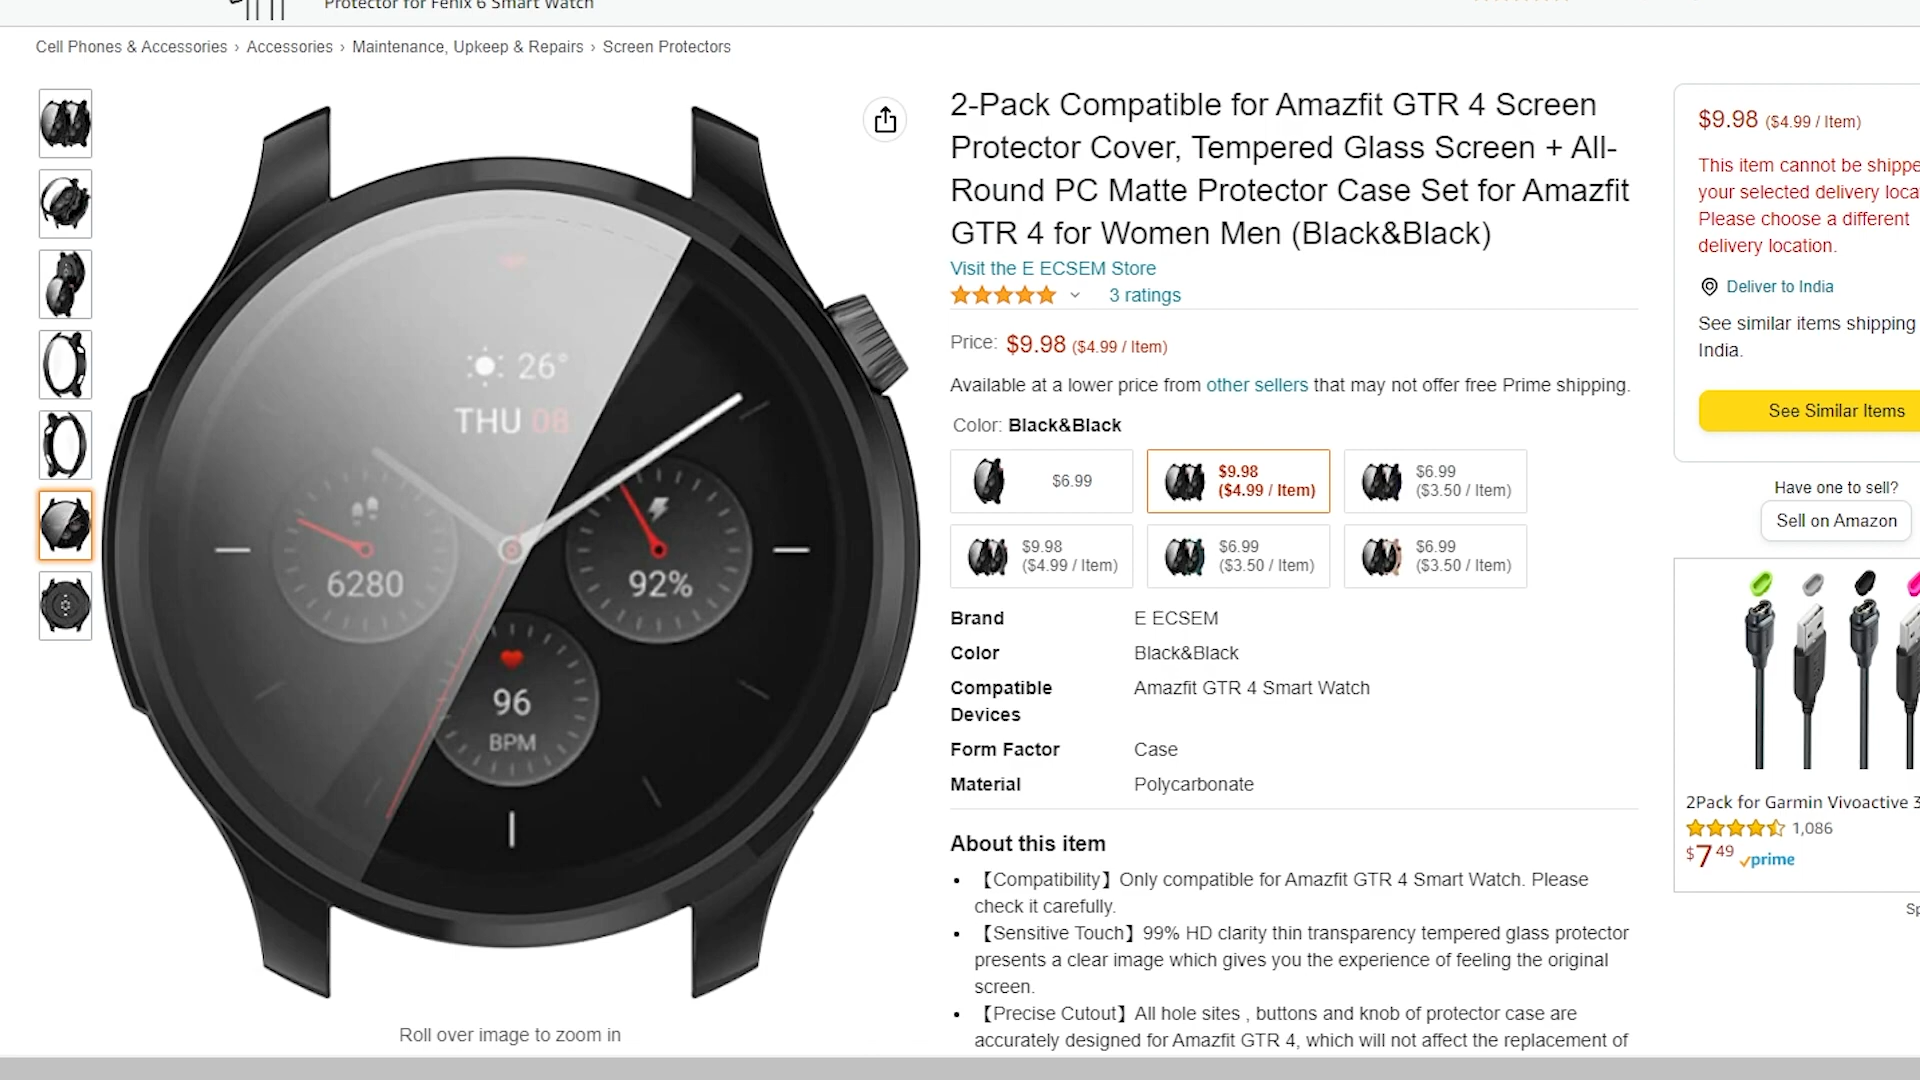 Protector for Fenix 6 Smart Watch
Cell Phones & Accessories › Accessories › Maintenance, Upkeep & Repairs › Screen Protectors
26°
THU 08
6280
92%
96
BPM
Roll over image to zoom in
2-Pack Compatible for Amazfit GTR 4 Screen
Protector Cover, Tempered Glass Screen + All-
Round PC Matte Protector Case Set for Amazfit
GTR 4 for Women Men (Black&Black)
Visit the E ECSEM Store
3 ratings
Price: $9.98 ($4.99 / Item)
Available at a lower price from other sellers that may not offer free Prime shipping.
Color: Black&Black
$6.99
$9.98
($4.99 / Item)
$6.99
($3.50 / Item)
$9.98
($4.99 / Item)
$6.99
($3.50 / Item)
$6.99
($3.50 / Item)
Brand E ECSEM
Color Black&Black
Compatible Amazfit GTR 4 Smart Watch
Devices
Form Factor Case
Material Polycarbonate
About this item
• 【Compatibility】Only compatible for Amazfit GTR 4 Smart Watch. Please
check it carefully.
• 【Sensitive Touch】99% HD clarity thin transparency tempered glass protector
presents a clear image which gives you the experience of feeling the original
screen.
• 【Precise Cutout】All hole sites , buttons and knob of protector case are
accurately designed for Amazfit GTR 4, which will not affect the replacement of
$9.98 ($4.99 / Item)
This item cannot be shippe
your selected delivery loca
Please choose a different
delivery location.
Deliver to India
See similar items shipping
India.
See Similar Items
Have one to sell?
Sell on Amazon
2Pack for Garmin Vivoactive 3
1,086
$7 49 prime
Sp